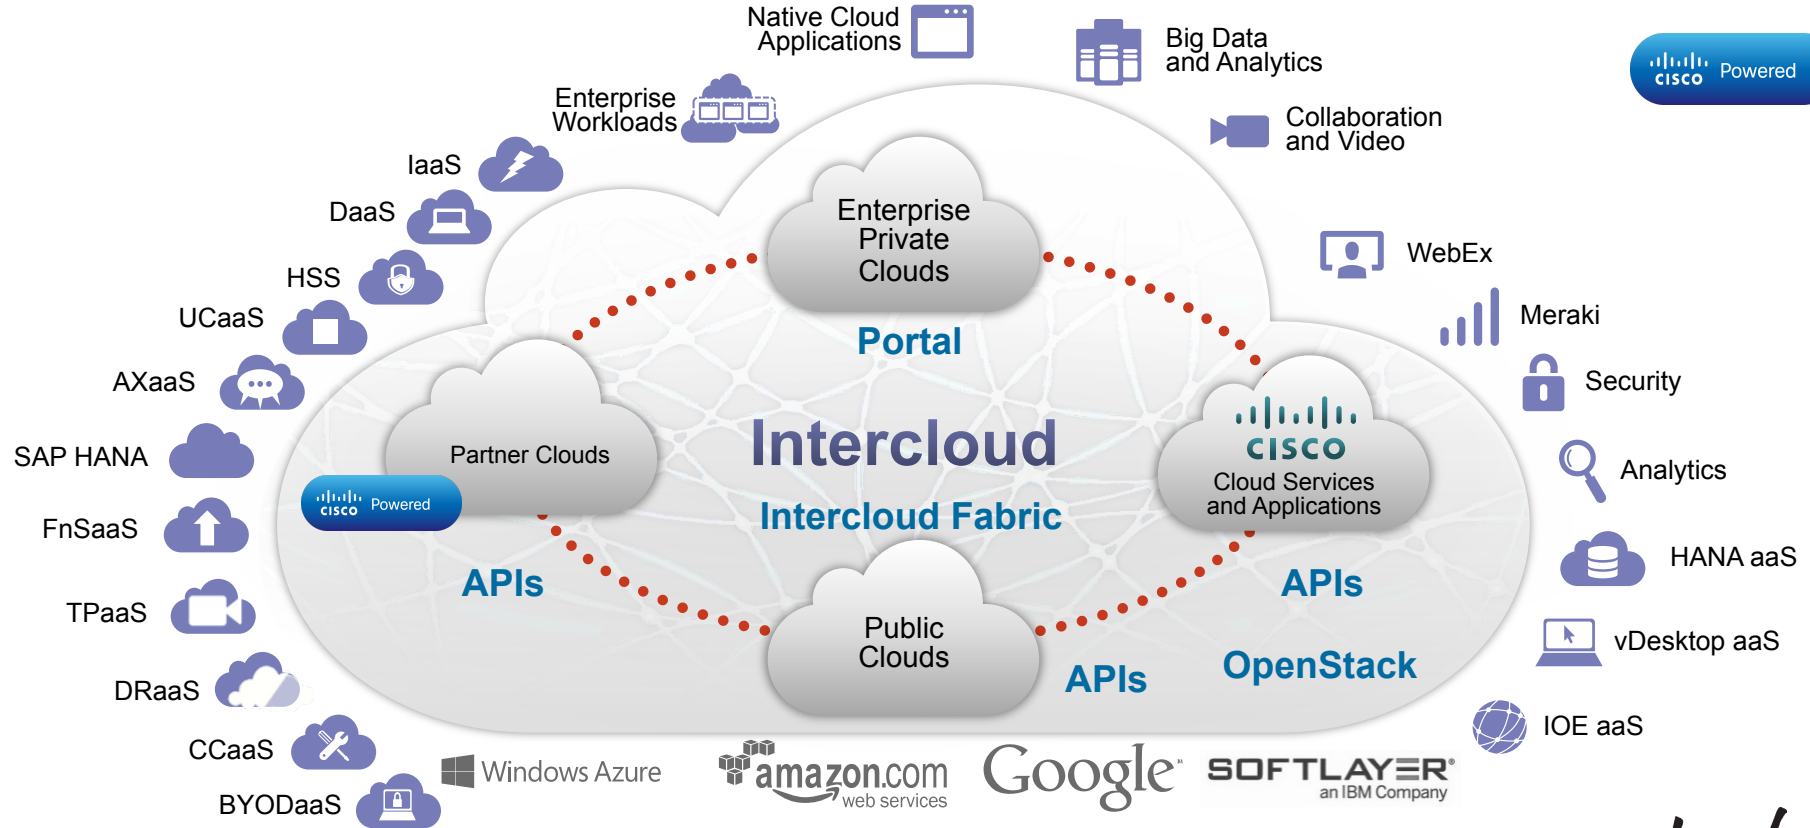 Native Cloud
Applications
Big Data
and Analytics
CISCO Powered
Enterprise
Workloads
Collaboration
and Video
IaaS
DaaS
Enterprise
Private
Clouds
WebEx
HSS
UCaaS
Portal
Meraki
AXaaS
Security
SAP HANA
Partner Clouds
CISCO Powered
Intercloud
Intercloud Fabric
CISCO
Cloud Services
and Applications
Analytics
FnSaaS
APIs
APIs
HANA aaS
TPaaS
Public
Clouds
APIs
OpenStack
vDesktop aaS
DRaaS
IOE aaS
CCaaS
BYODaaS
Windows Azure
amazon.com
web services
Google™
SOFTLAYER®
an IBM Company